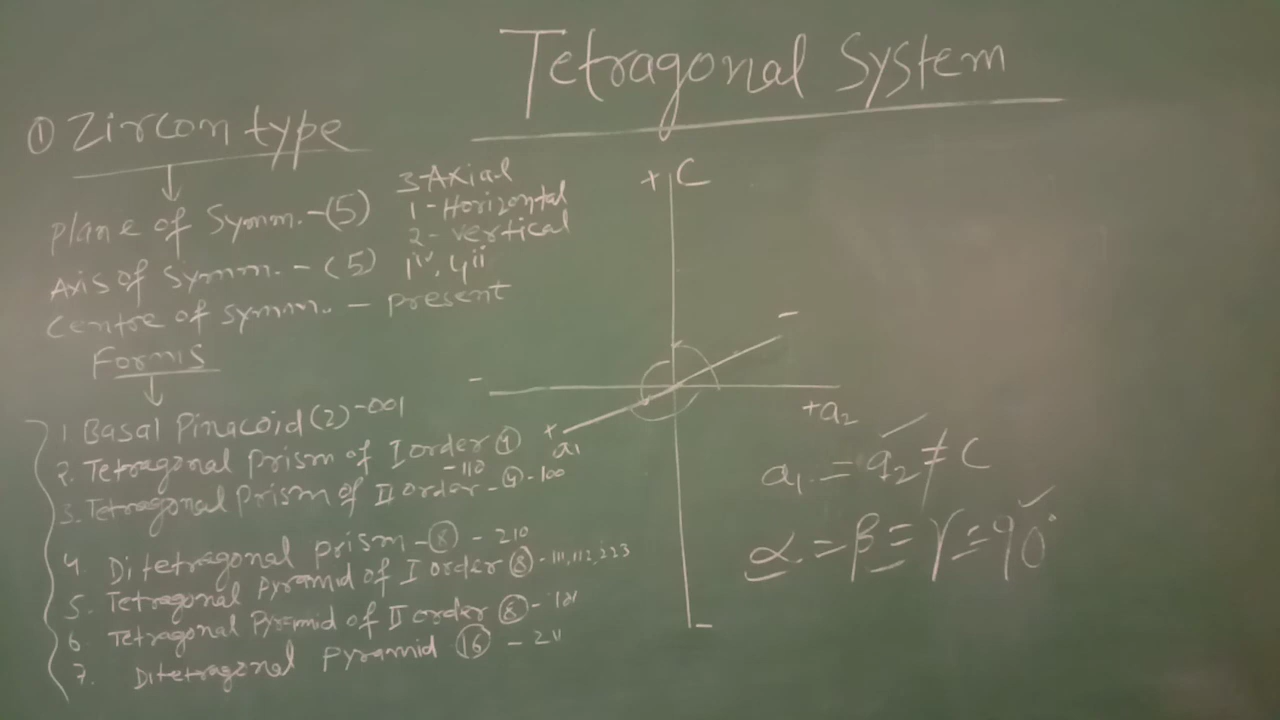 Tetragonal System
① Zircon type
Plane of Symm. - (5) 3-Axial
1 - Horizontal
2 - Vertical
Axis of Symm. - (5) 1ⁱᵛ, 4ⁱⁱ
Centre of symm. - Present
Forms
1. Basal Pinacoid (2) - 001
2. Tetragonal Prism of I order ④
- 110
3. Tetragonal Prism of II order - ④ - 100
4. Ditetragonal prism - ⑧ - 210
5. Tetragonal Pyramid of I order ⑧ - 111, 112, 223
6. Tetragonal Pyramid of II order ⑧ - 101
7. Ditetragonal Pyramid ⑯ - 211
+ C
-
-
+ a₁
+a₂
-
a₁ = a₂ ≠ C
α = β = γ = 90°